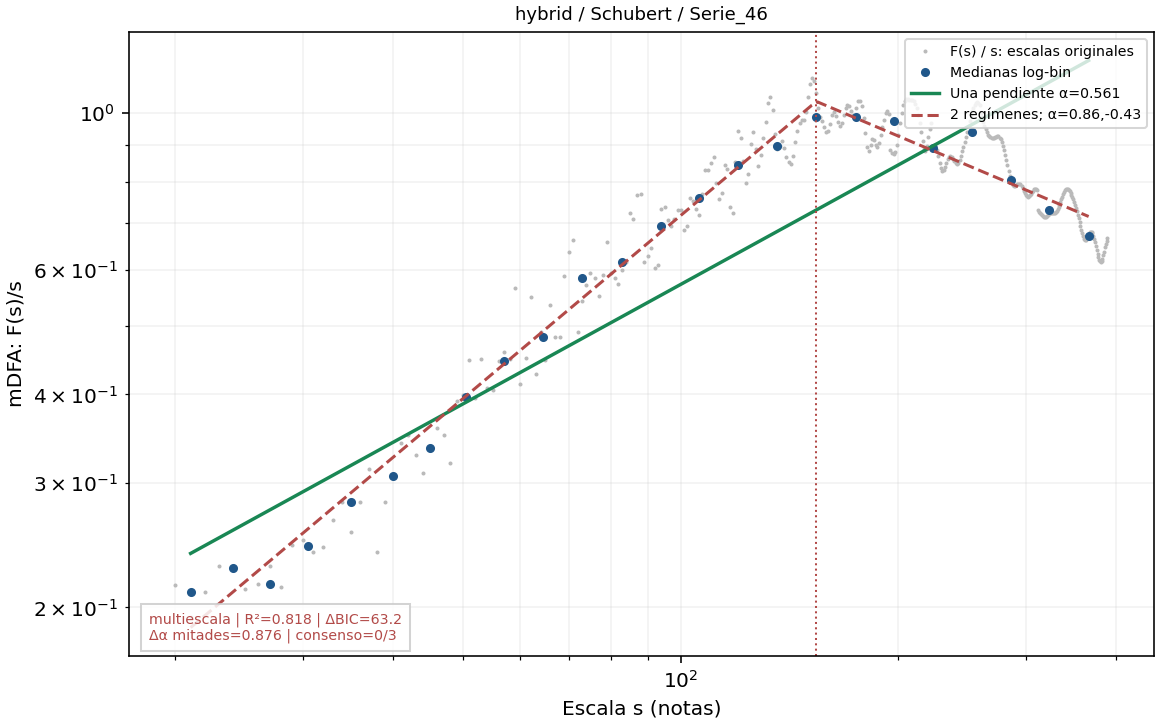 hybrid / Schubert / Serie_46
F(s) / s: escalas originales
Medianas log-bin
Una pendiente α=0.561
2 regímenes; α=0.86,-0.43
10⁰
6 × 10⁻¹
4 × 10⁻¹
3 × 10⁻¹
2 × 10⁻¹
mDFA: F(s)/s
multiescala | R²=0.818 | ΔBIC=63.2
Δα mitades=0.876 | consenso=0/3
10²
Escala s (notas)